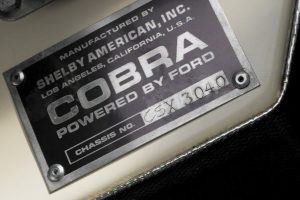 MANUFACTURED BY
SHELBY AMERICAN, INC.
LOS ANGELES, CALIFORNIA, U.S.A.
COBRA
POWERED BY FORD
CHASSIS NO. CSX 3040